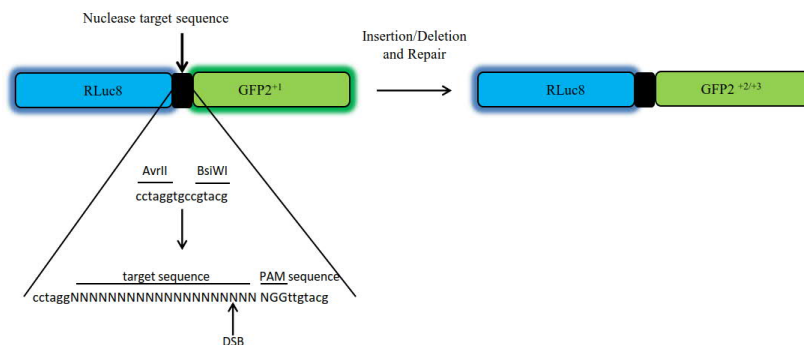 Nuclease target sequence
Insertion/Deletion
and Repair
RLuc8 GFP2+1 RLuc8 GFP2 +2/+3
AvrII BsiWI
cctaggtgccgtacg
target sequence PAM sequence
cctaggNNNNNNNNNNNNNNNNNNNN NGGttgtacg
DSB